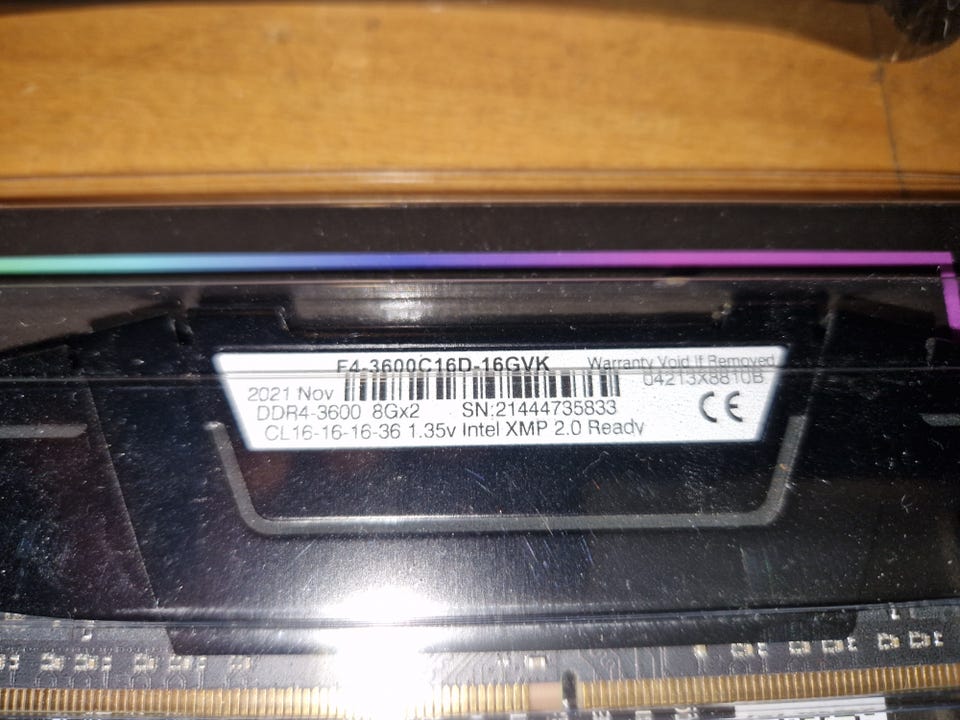 F4-3600C16D-16GVK Warranty Void If Removed
2021 Nov 04213X8810B
DDR4-3600 8Gx2 SN:21444735833
CL16-16-16-36 1.35v Intel XMP 2.0 Ready
CE